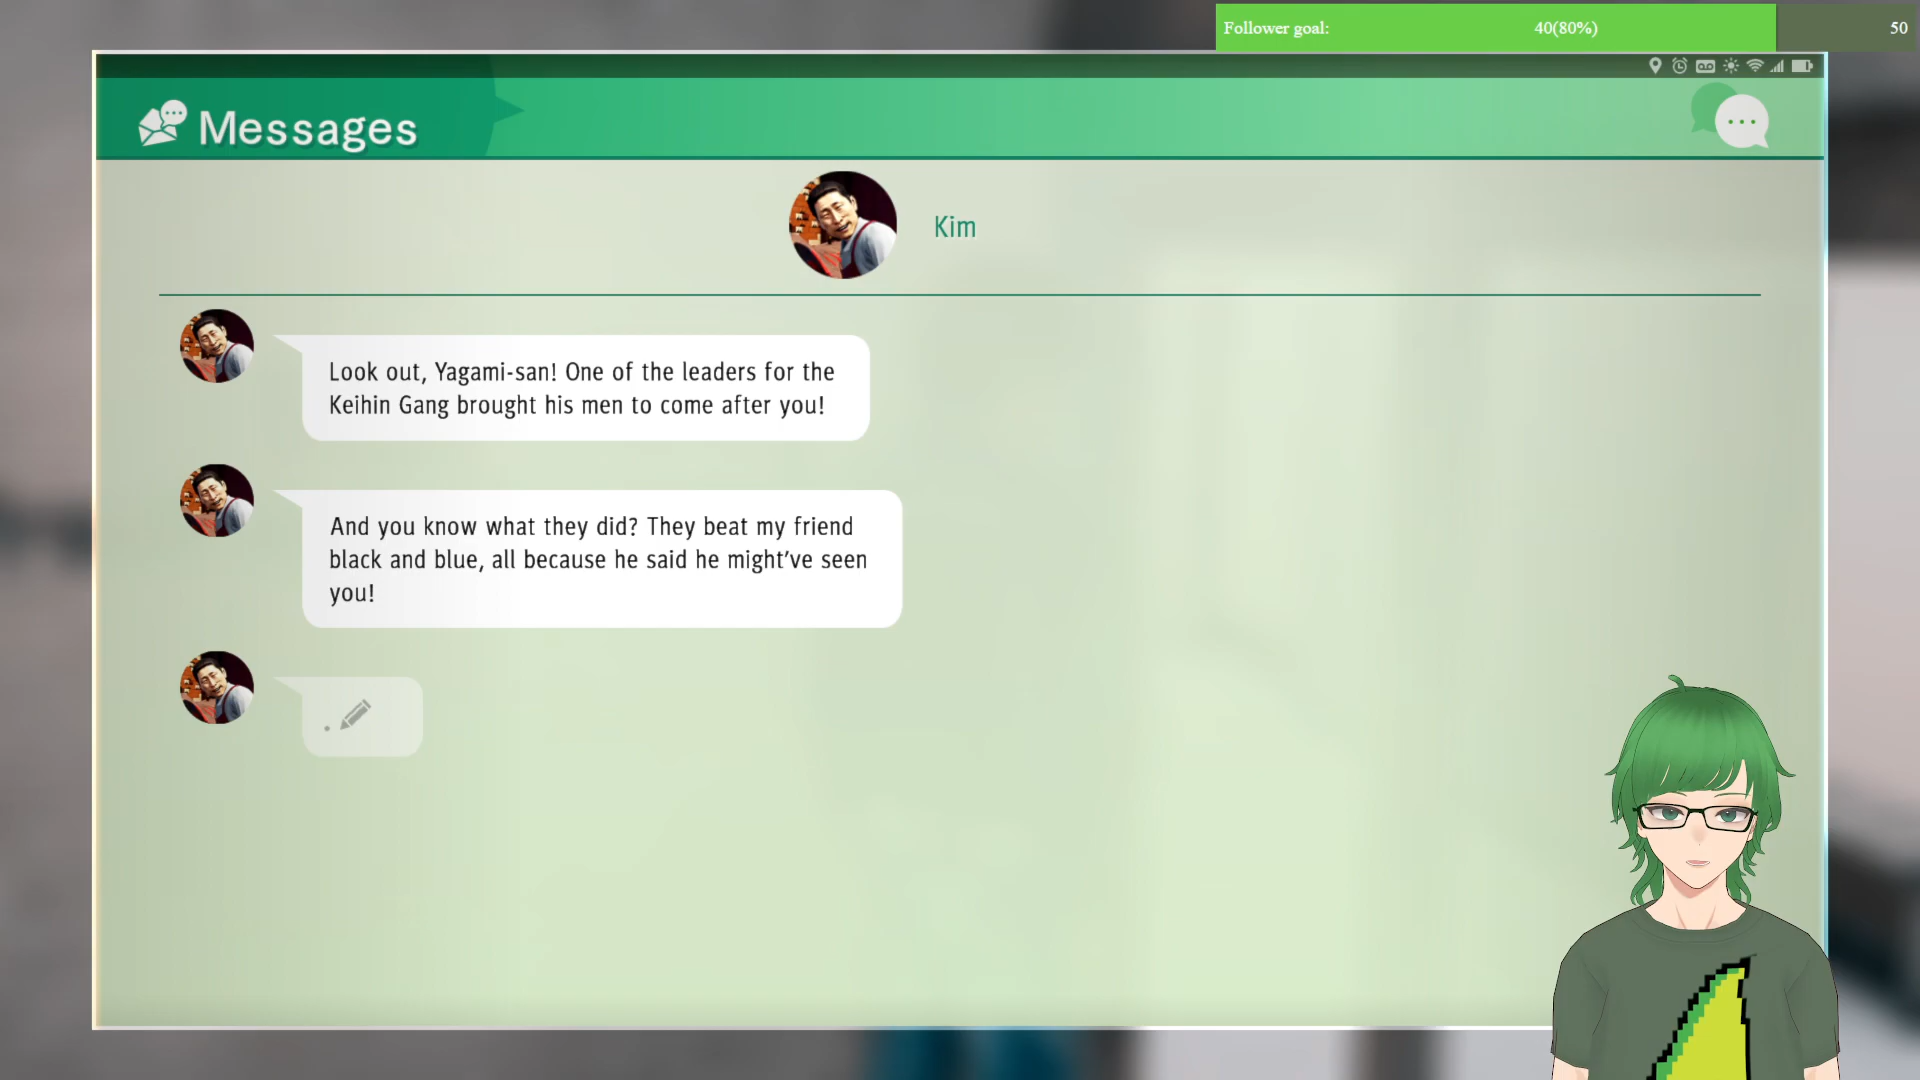 Follower goal: 40(80%) 50
Messages
Kim
Look out, Yagami-san! One of the leaders for the
Keihin Gang brought his men to come after you!
And you know what they did? They beat my friend
black and blue, all because he said he might've seen
you!